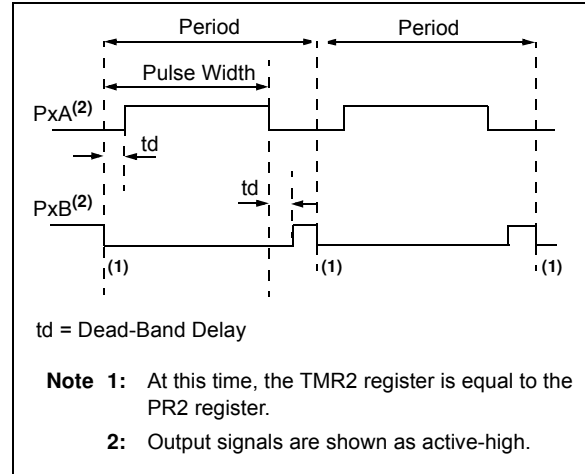 Period Period
Pulse Width
PxA(2)
td
td
PxB(2)
(1) (1) (1)
td = Dead-Band Delay
Note 1: At this time, the TMR2 register is equal to the
PR2 register.
2: Output signals are shown as active-high.